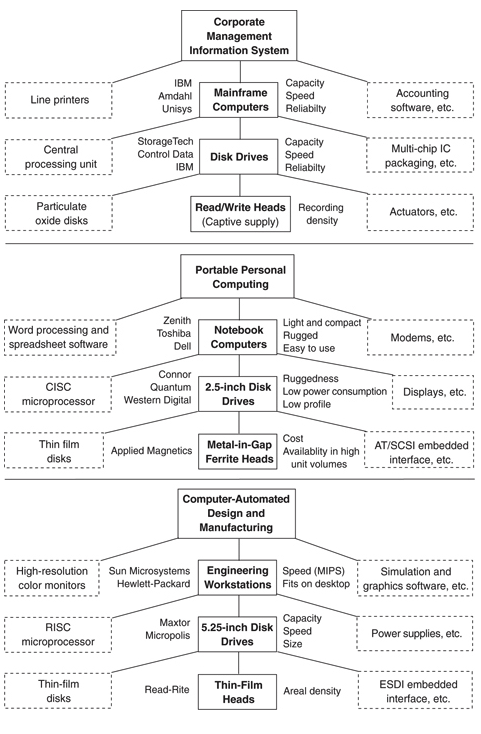 Corporate
Management
Information System
Line printers
IBM
Amdahl
Unisys
Mainframe
Computers
Capacity
Speed
Reliabilty
Accounting
software, etc.
Central
processing unit
StorageTech
Control Data
IBM
Disk Drives
Capacity
Speed
Reliabilty
Multi-chip IC
packaging, etc.
Particulate
oxide disks
Read/Write Heads
(Captive supply)
Recording
density
Actuators, etc.
Portable Personal
Computing
Word processing and
spreadsheet software
Zenith
Toshiba
Dell
Notebook
Computers
Light and compact
Rugged
Easy to use
Modems, etc.
CISC
microprocessor
Connor
Quantum
Western Digital
2.5-inch Disk
Drives
Ruggedness
Low power consumption
Low profile
Displays, etc.
Thin film
disks
Applied Magnetics
Metal-in-Gap
Ferrite Heads
Cost
Availablity in high
unit volumes
AT/SCSI embedded
interface, etc.
Computer-Automated
Design and
Manufacturing
High-resolution
color monitors
Sun Microsystems
Hewlett-Packard
Engineering
Workstations
Speed (MIPS)
Fits on desktop
Simulation and
graphics software, etc.
RISC
microprocessor
Maxtor
Micropolis
5.25-inch Disk
Drives
Capacity
Speed
Size
Power supplies, etc.
Thin-film
disks
Read-Rite
Thin-Film
Heads
Areal density
ESDI embedded
interface, etc.